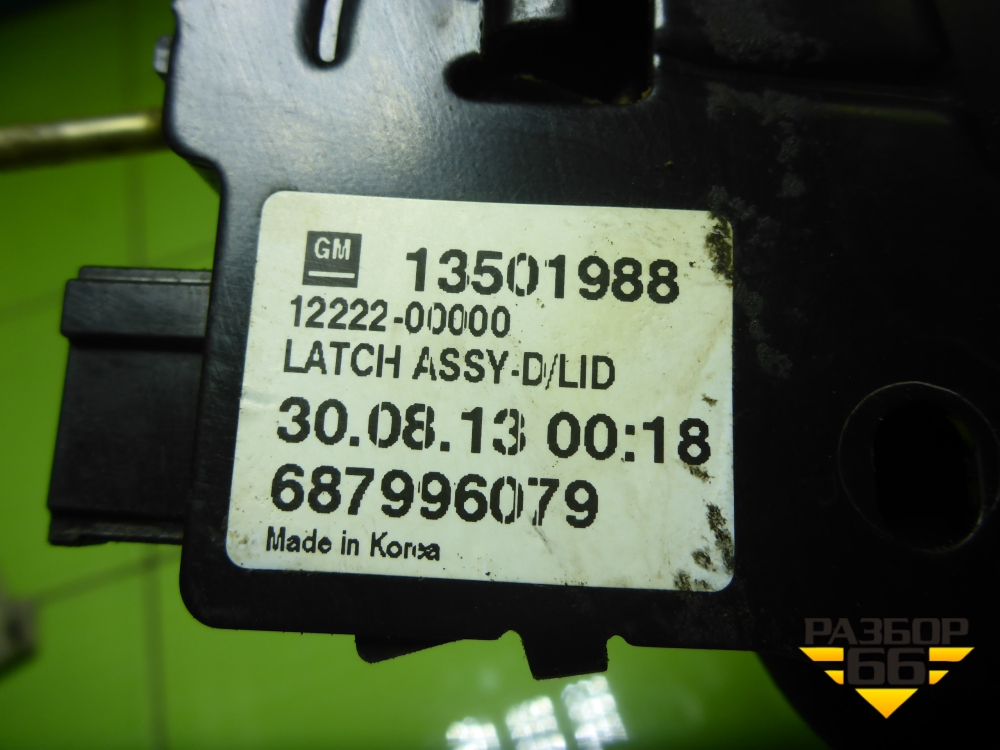 GM 13501988
12222-00000
LATCH ASSY-D/LID
30.08.13 00:18
687996079
Made in Korea
РАЗБОР
66